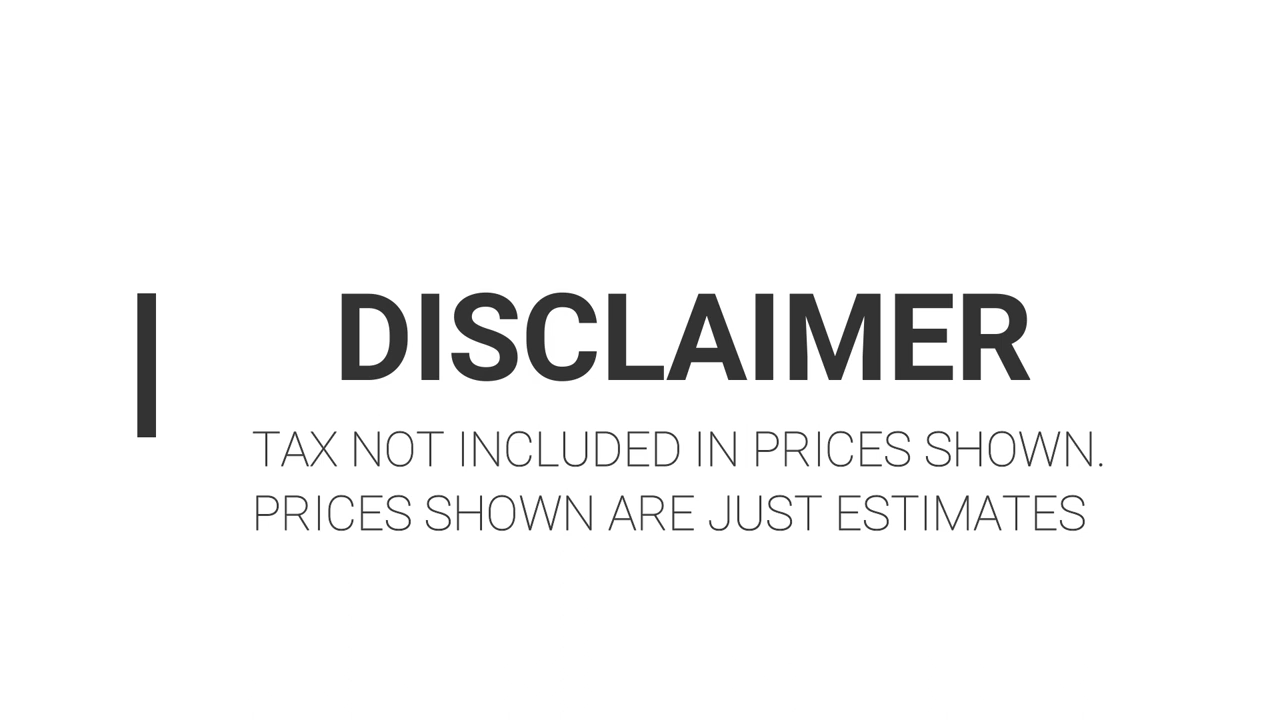 DISCLAIMER
TAX NOT INCLUDED IN PRICES SHOWN.
PRICES SHOWN ARE JUST ESTIMATES